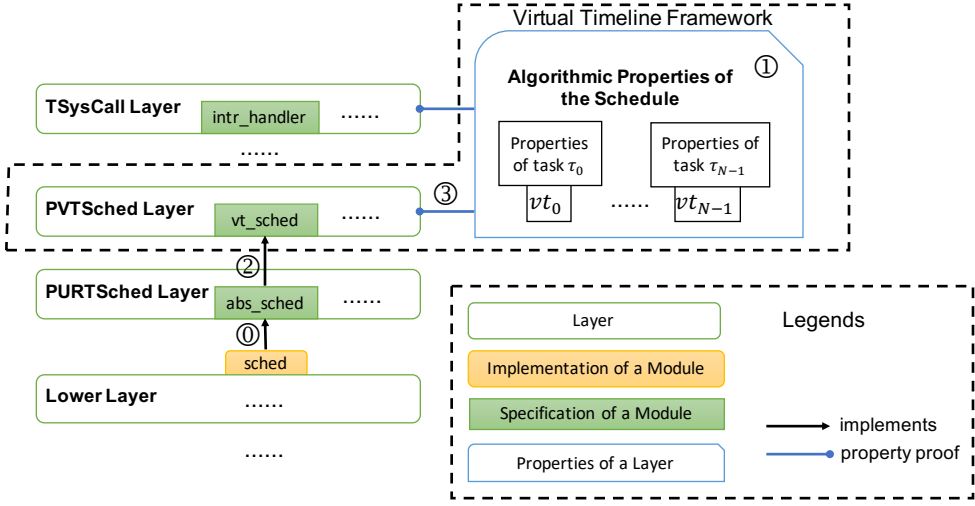 Virtual Timeline Framework
①
Algorithmic Properties of
the Schedule
TSysCall Layer
intr_handler
......
......
Properties
of task τ₀
Properties of
task τ_{N−1}
vt₀
......
vt_{N−1}
③
PVTSched Layer
vt_sched
......
②
PURTSched Layer
abs_sched
......
⓪
sched
Lower Layer
......
......
Layer
Legends
Implementation of a Module
Specification of a Module
implements
property proof
Properties of a Layer